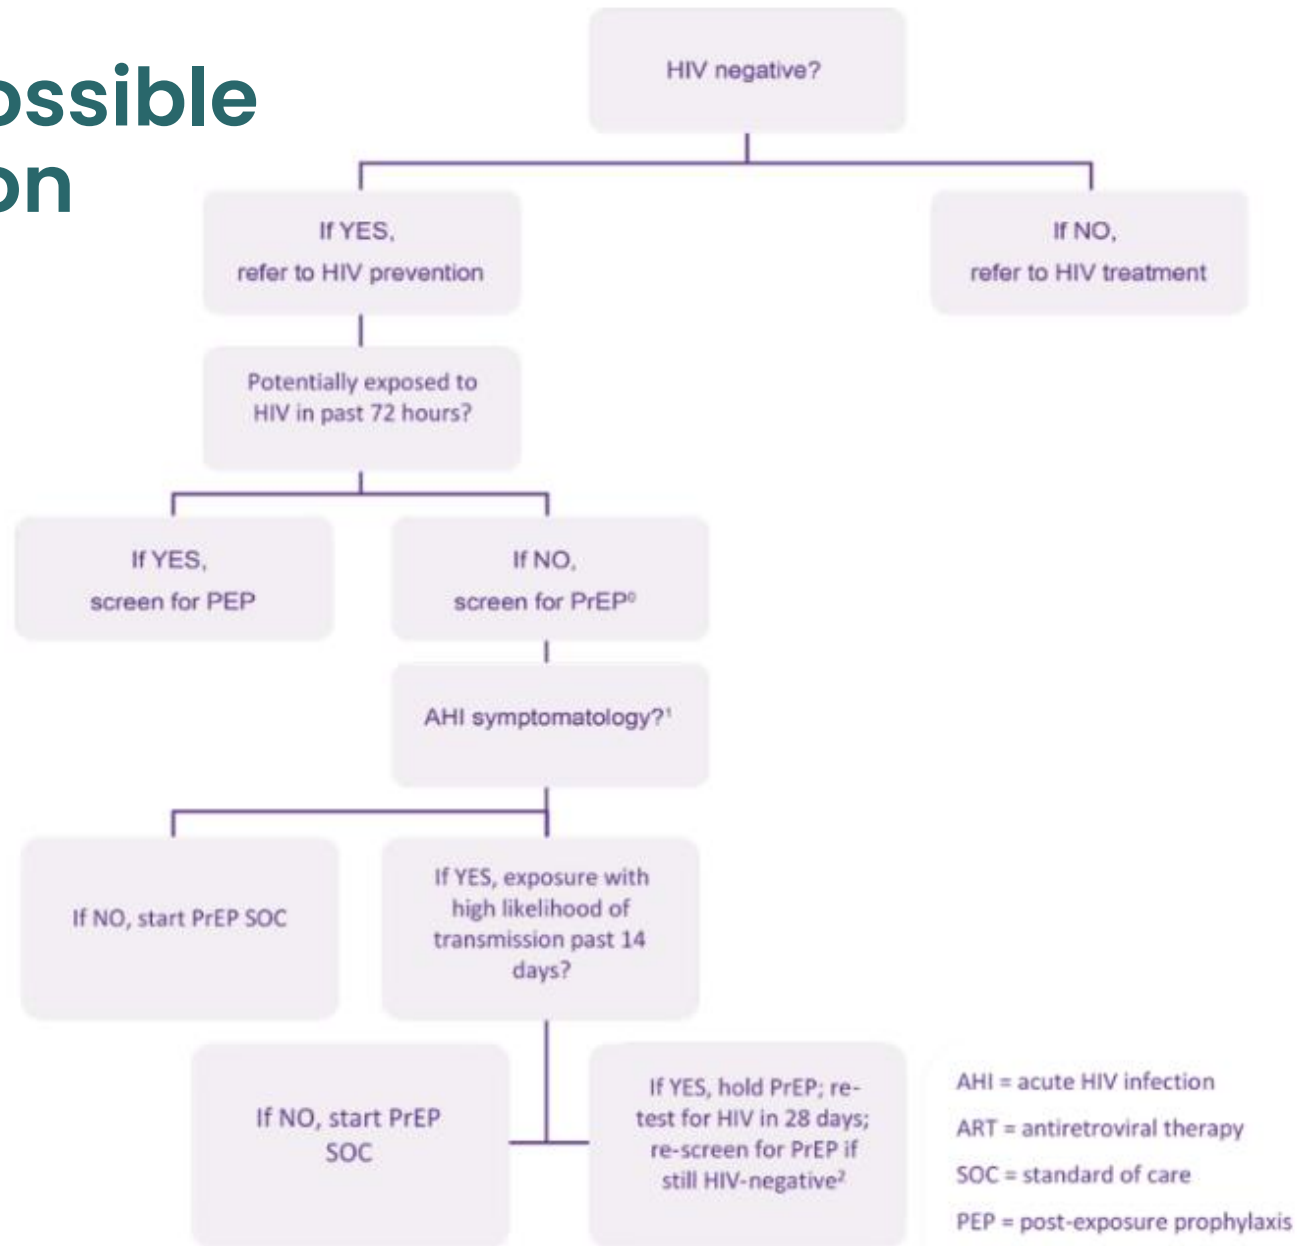 ossible
on
HIV negative?
If YES,
refer to HIV prevention
If NO,
refer to HIV treatment
Potentially exposed to
HIV in past 72 hours?
If YES,
screen for PEP
If NO,
screen for PrEP⁰
AHI symptomatology?¹
If NO, start PrEP SOC
If YES, exposure with
high likelihood of
transmission past 14
days?
If NO, start PrEP
SOC
If YES, hold PrEP; re-
test for HIV in 28 days;
re-screen for PrEP if
still HIV-negative²
AHI = acute HIV infection
ART = antiretroviral therapy
SOC = standard of care
PEP = post-exposure prophylaxis